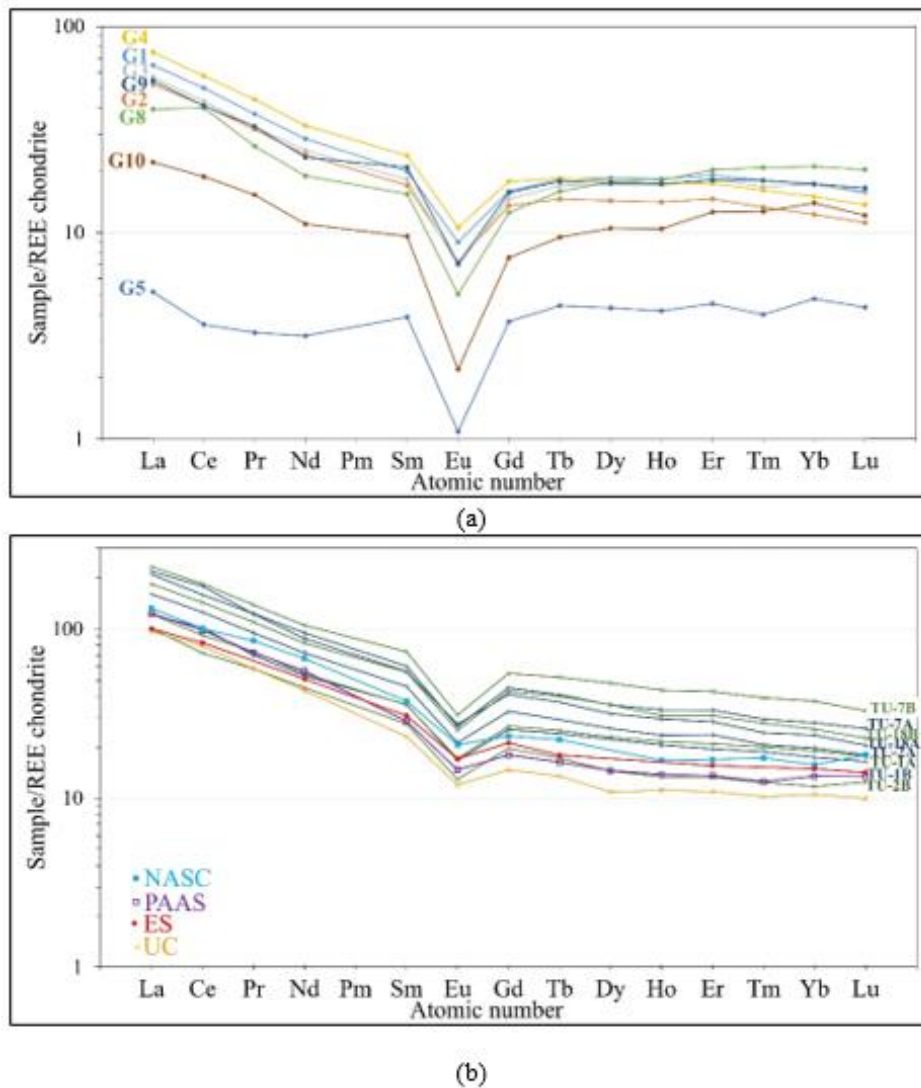 100
G4
G1
G9
G2
G8
G10
10
G5
1
Sample/REE chondrite
La Ce Pr Nd Pm Sm Eu Gd Tb Dy Ho Er Tm Yb Lu
Atomic number
(a)
100
TU-7B
TU-7A
TU-1A
TU-1B
TU-2B
10
NASC
PAAS
ES
UC
1
Sample/REE chondrite
La Ce Pr Nd Pm Sm Eu Gd Tb Dy Ho Er Tm Yb Lu
Atomic number
(b)